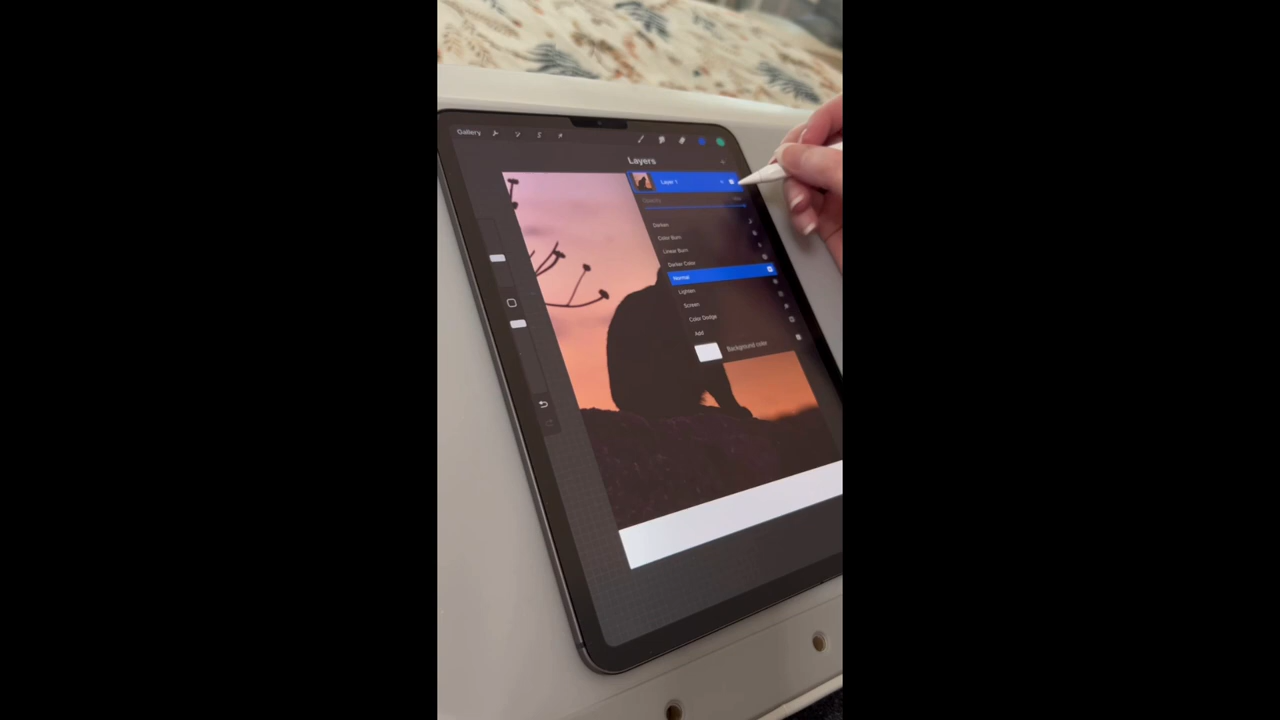 Gallery
Layers
Layer 1
Opacity
Darken
Color Burn
Linear Burn
Darker Color
Normal
Lighten
Screen
Color Dodge
Add
Background color